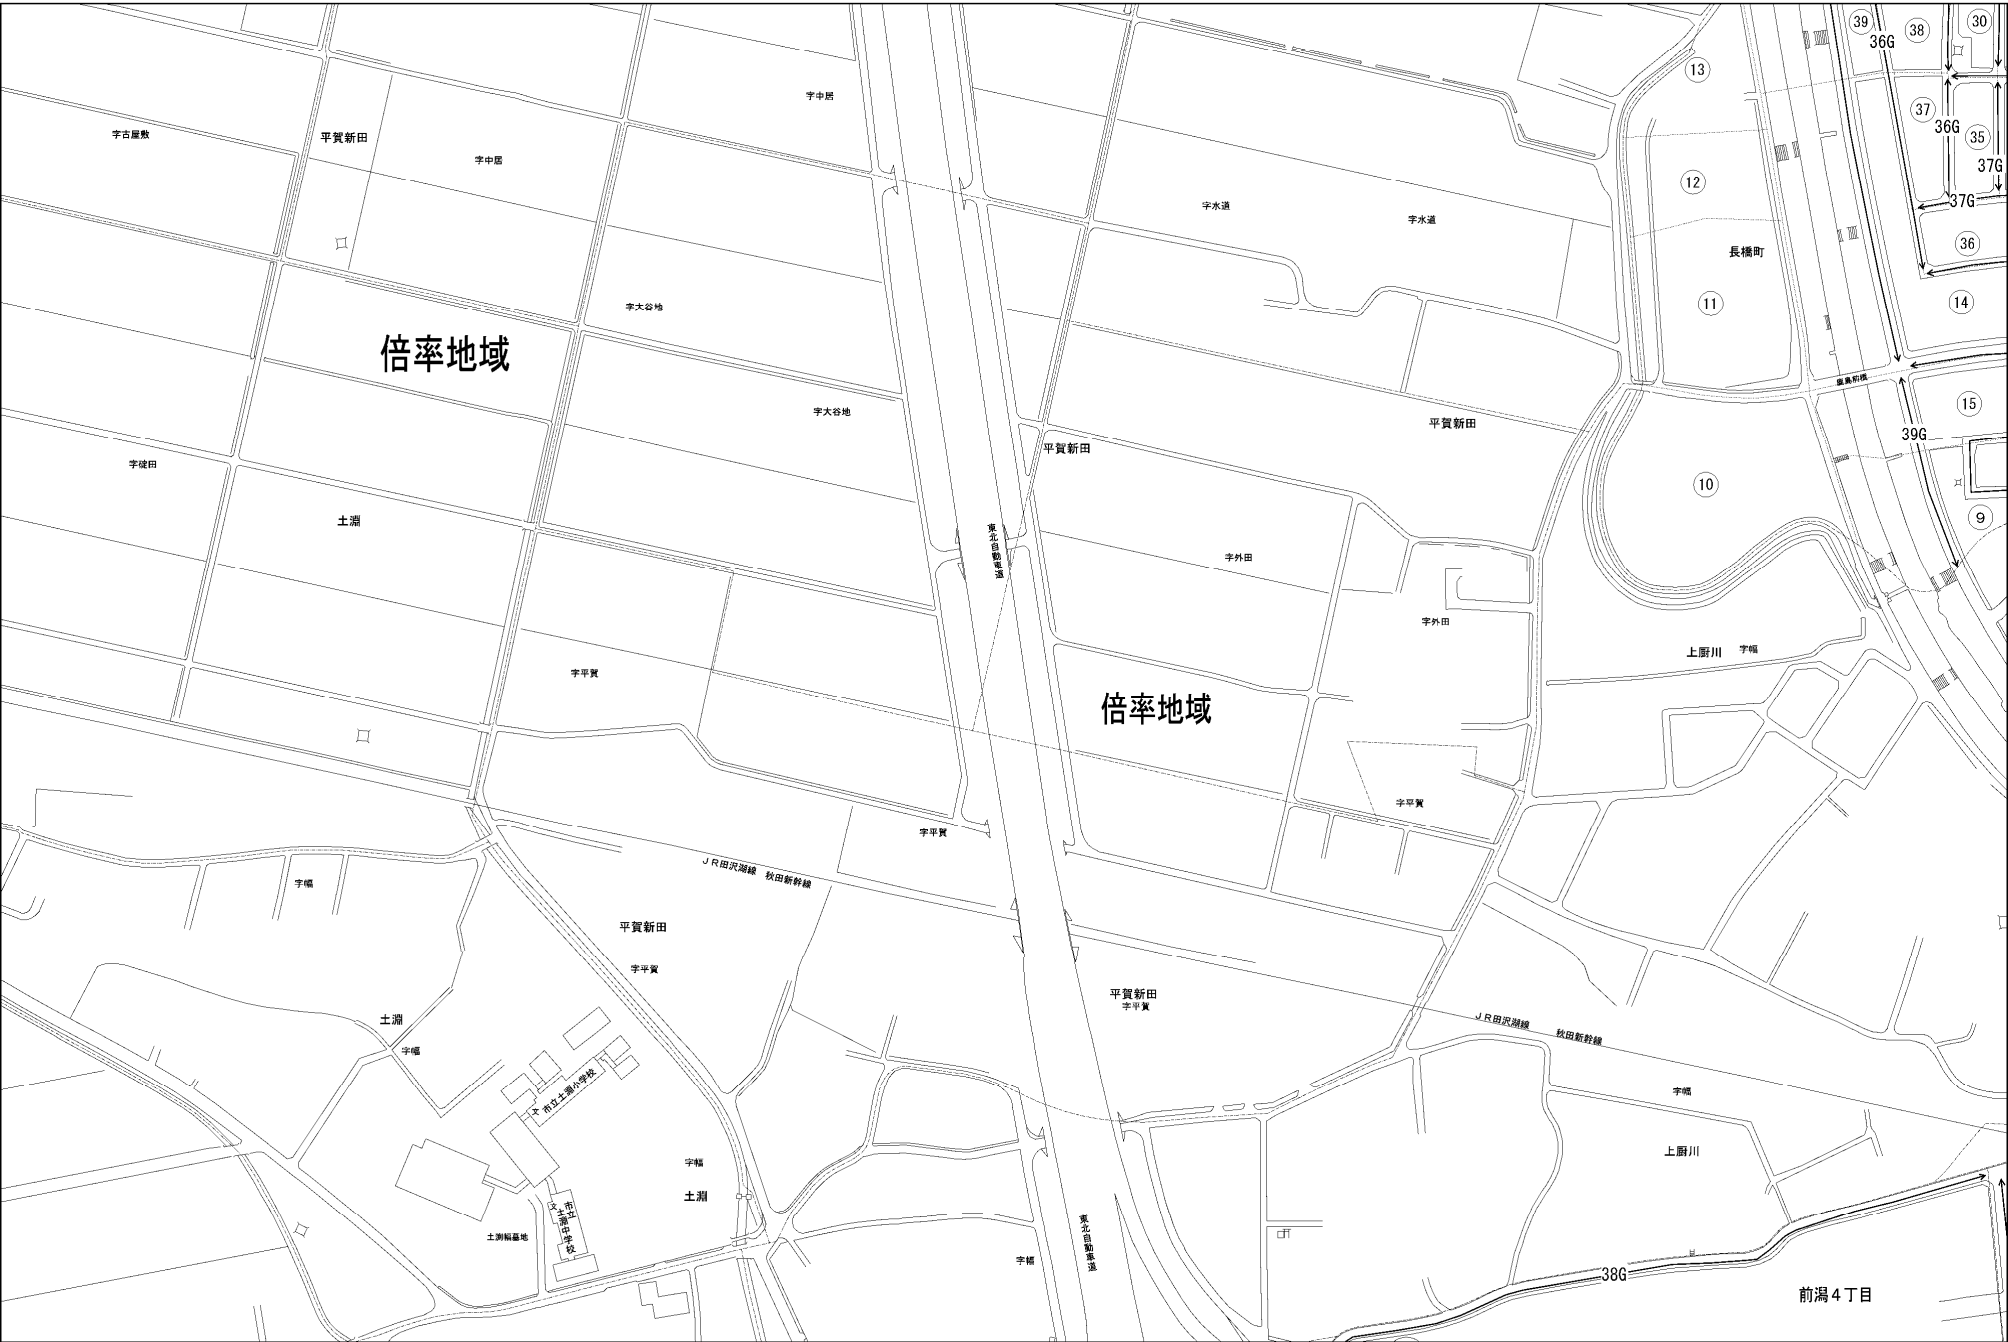 39
38
30
36G
13
字中居
37
36G
35
字古屋敷
平賀新田
字中居
37G
12
37G
字水道
字水道
36
長橋町
14
11
字大谷地
倍率地域
15
字大谷地
平賀新田
39G
平賀新田
字碇田
10
9
土淵
東北自動車道
字外田
字外田
上厨川 字幅
字平賀
倍率地域
字平賀
字平賀
JR田沢湖線 秋田新幹線
字幅
平賀新田
字平賀
平賀新田
字平賀
土淵
JR田沢湖線 秋田新幹線
字幅
市立土淵小学校
文
字幅
上厨川
字幅
土淵
文
市立
土淵中学校
東北自動車道
土淵幅墓地
字幅
38G
前潟4丁目